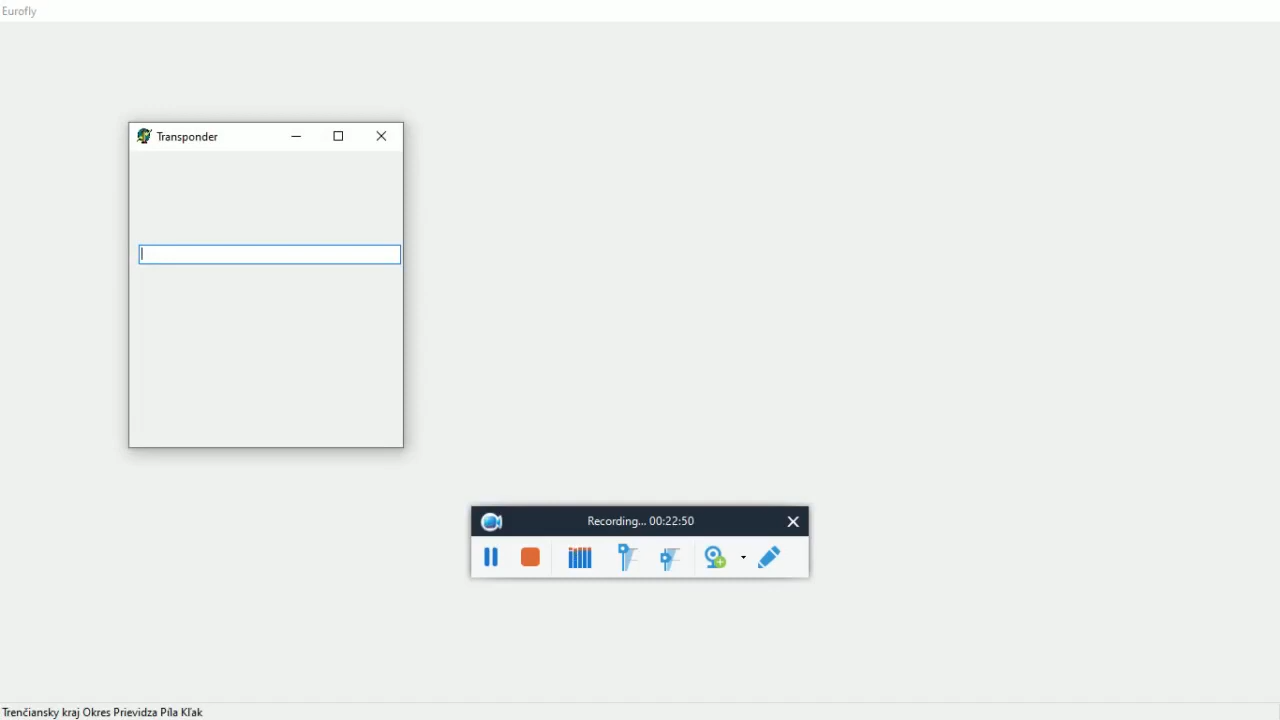 Eurofly
Transponder
Recording... 00:22:50
Trenčiansky kraj Okres Prievidza Píla Kľak